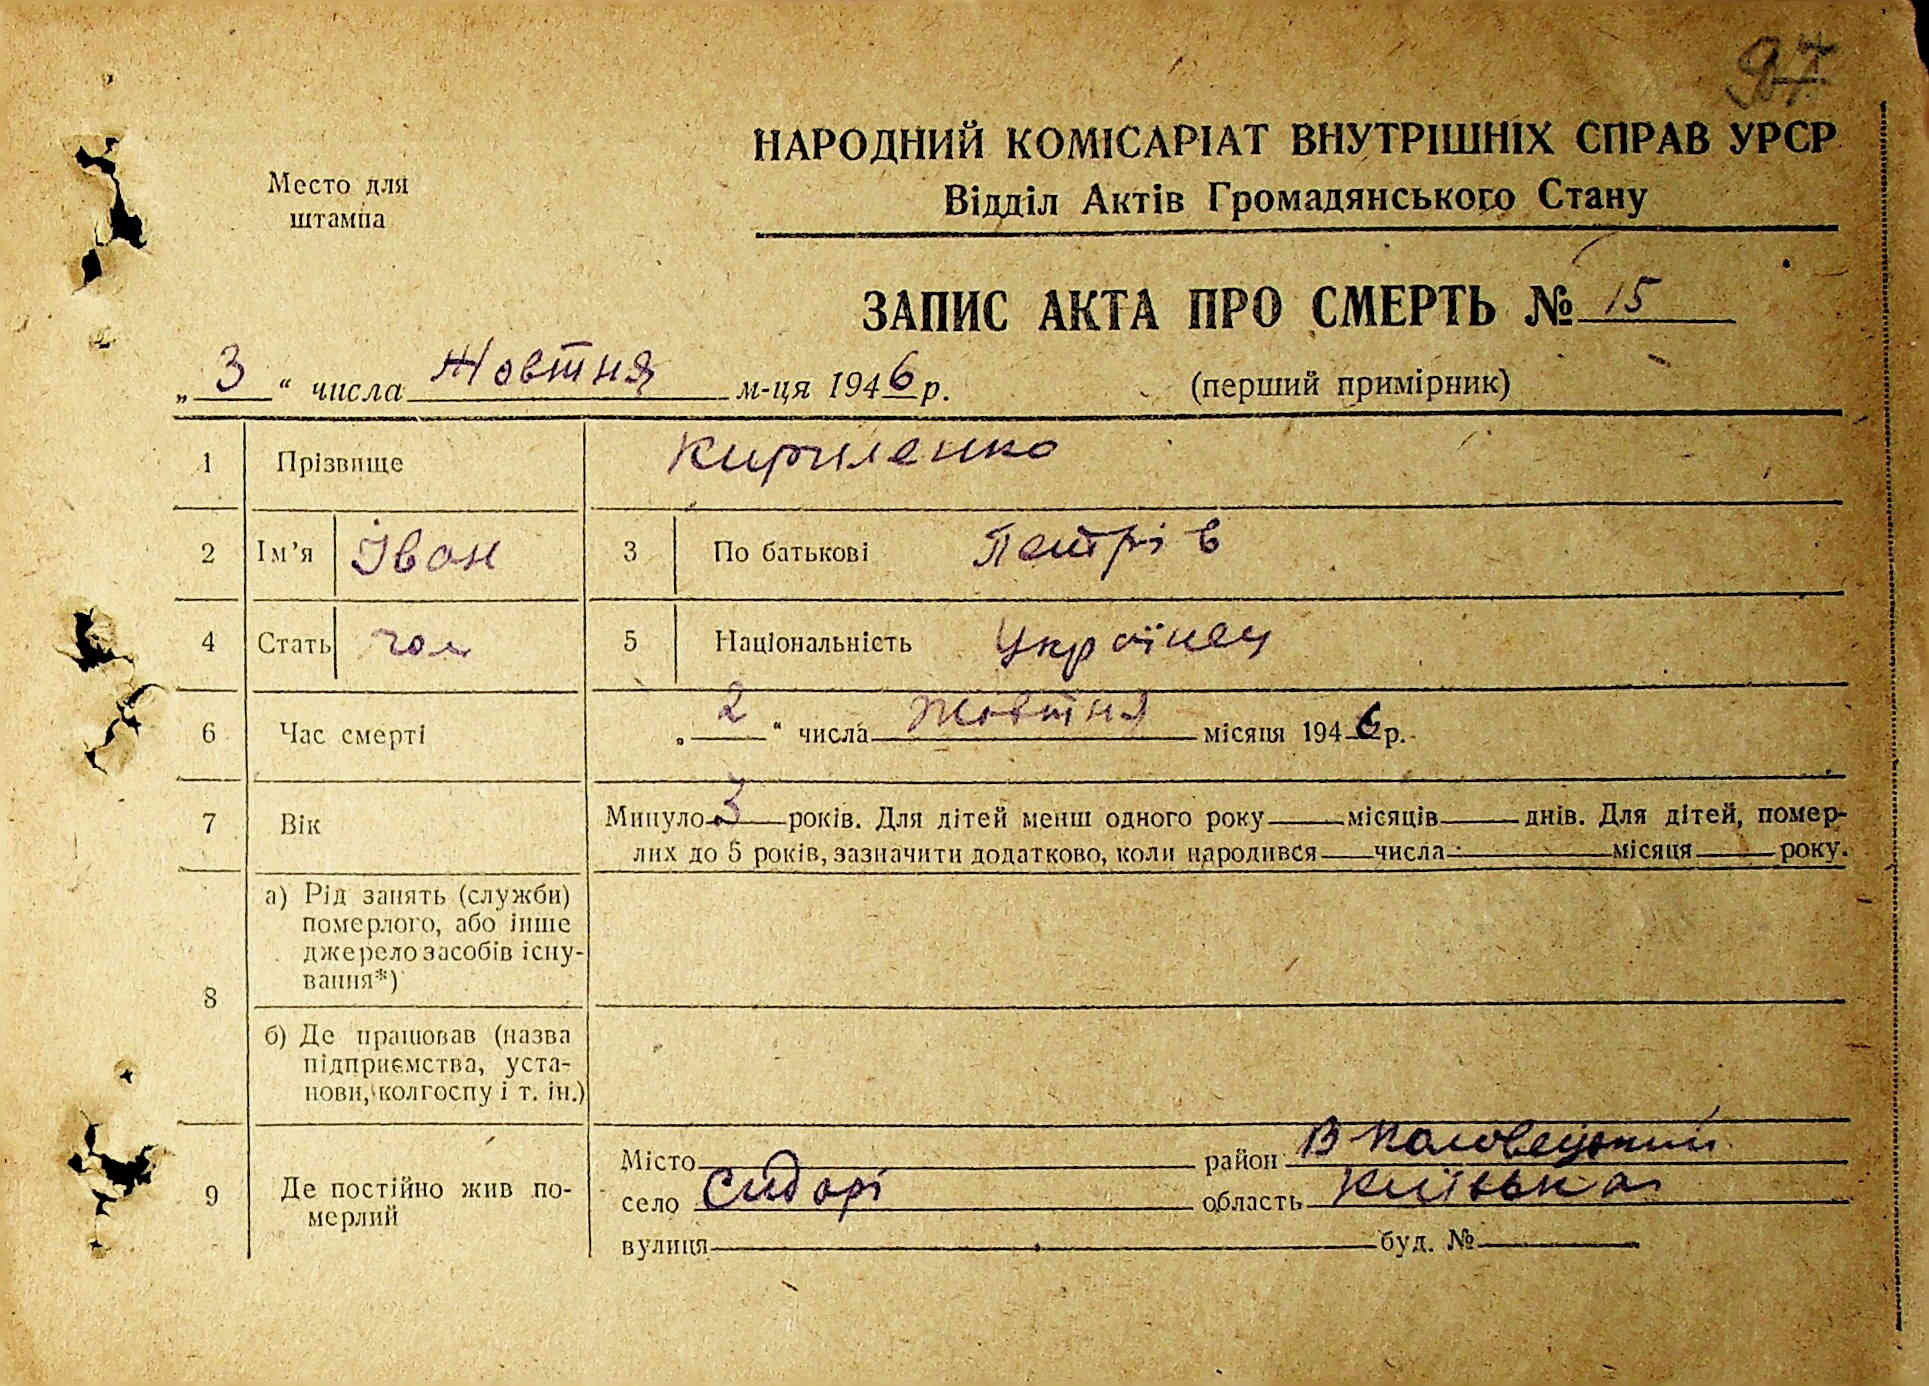 97
НАРОДНИЙ КОМІСАРІАТ ВНУТРІШНІХ СПРАВ УРСР
Место для
штампа
Відділ Актів Громадянського Стану
ЗАПИС АКТА ПРО СМЕРТЬ № 15
„ 3 “ числа Жовтня м-ця 1946 р.
(перший примірник)
1 Прізвище Кириленко
2 Ім’я Іван 3 По батькові Петрів
4 Стать чол 5 Національність Українец
6 Час смерті „ 2 “ числа Жовтня місяця 1946 р.
7 Вік Минуло 3 років. Для дітей менш одного року місяців днів. Для дітей, помер-
лих до 5 років, зазначити додатково, коли народився числа місяця року.
8 а) Рід занять (служби)
померлого, або інше
джерело засобів існу-
вання*)
б) Де працював (назва
підприємства, уста-
нови, колгоспу і т. ін.)
9 Де постійно жив по-
мерлий
Місто район В Половецький
село Сидорі область Київська
вулиця буд. №